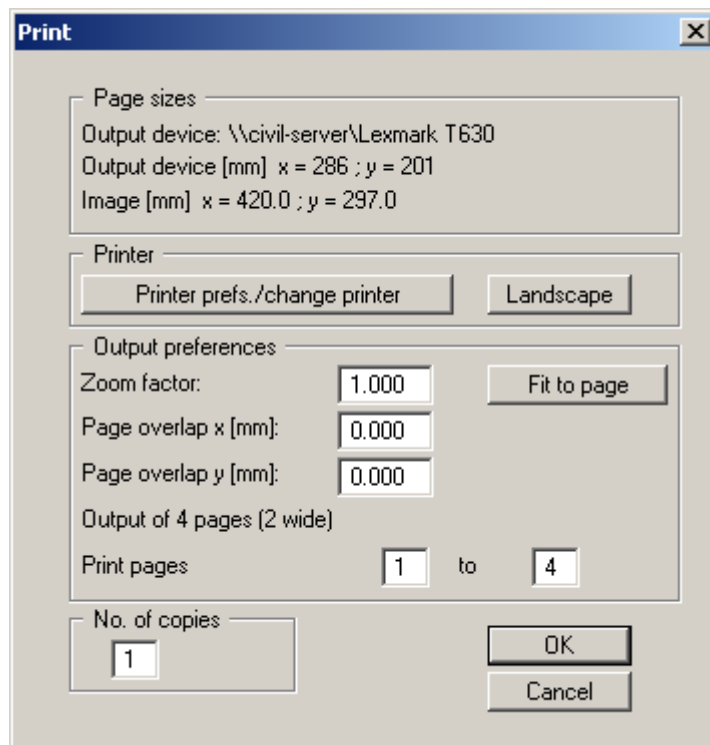 Print
Page sizes
Output device: \\civil-server\Lexmark T630
Output device [mm] x = 286 ; y = 201
Image [mm] x = 420.0 ; y = 297.0
Printer
Printer prefs./change printer
Landscape
Output preferences
Zoom factor: 1.000 Fit to page
Page overlap x [mm]: 0.000
Page overlap y [mm]: 0.000
Output of 4 pages (2 wide)
Print pages 1 to 4
No. of copies
1
OK
Cancel